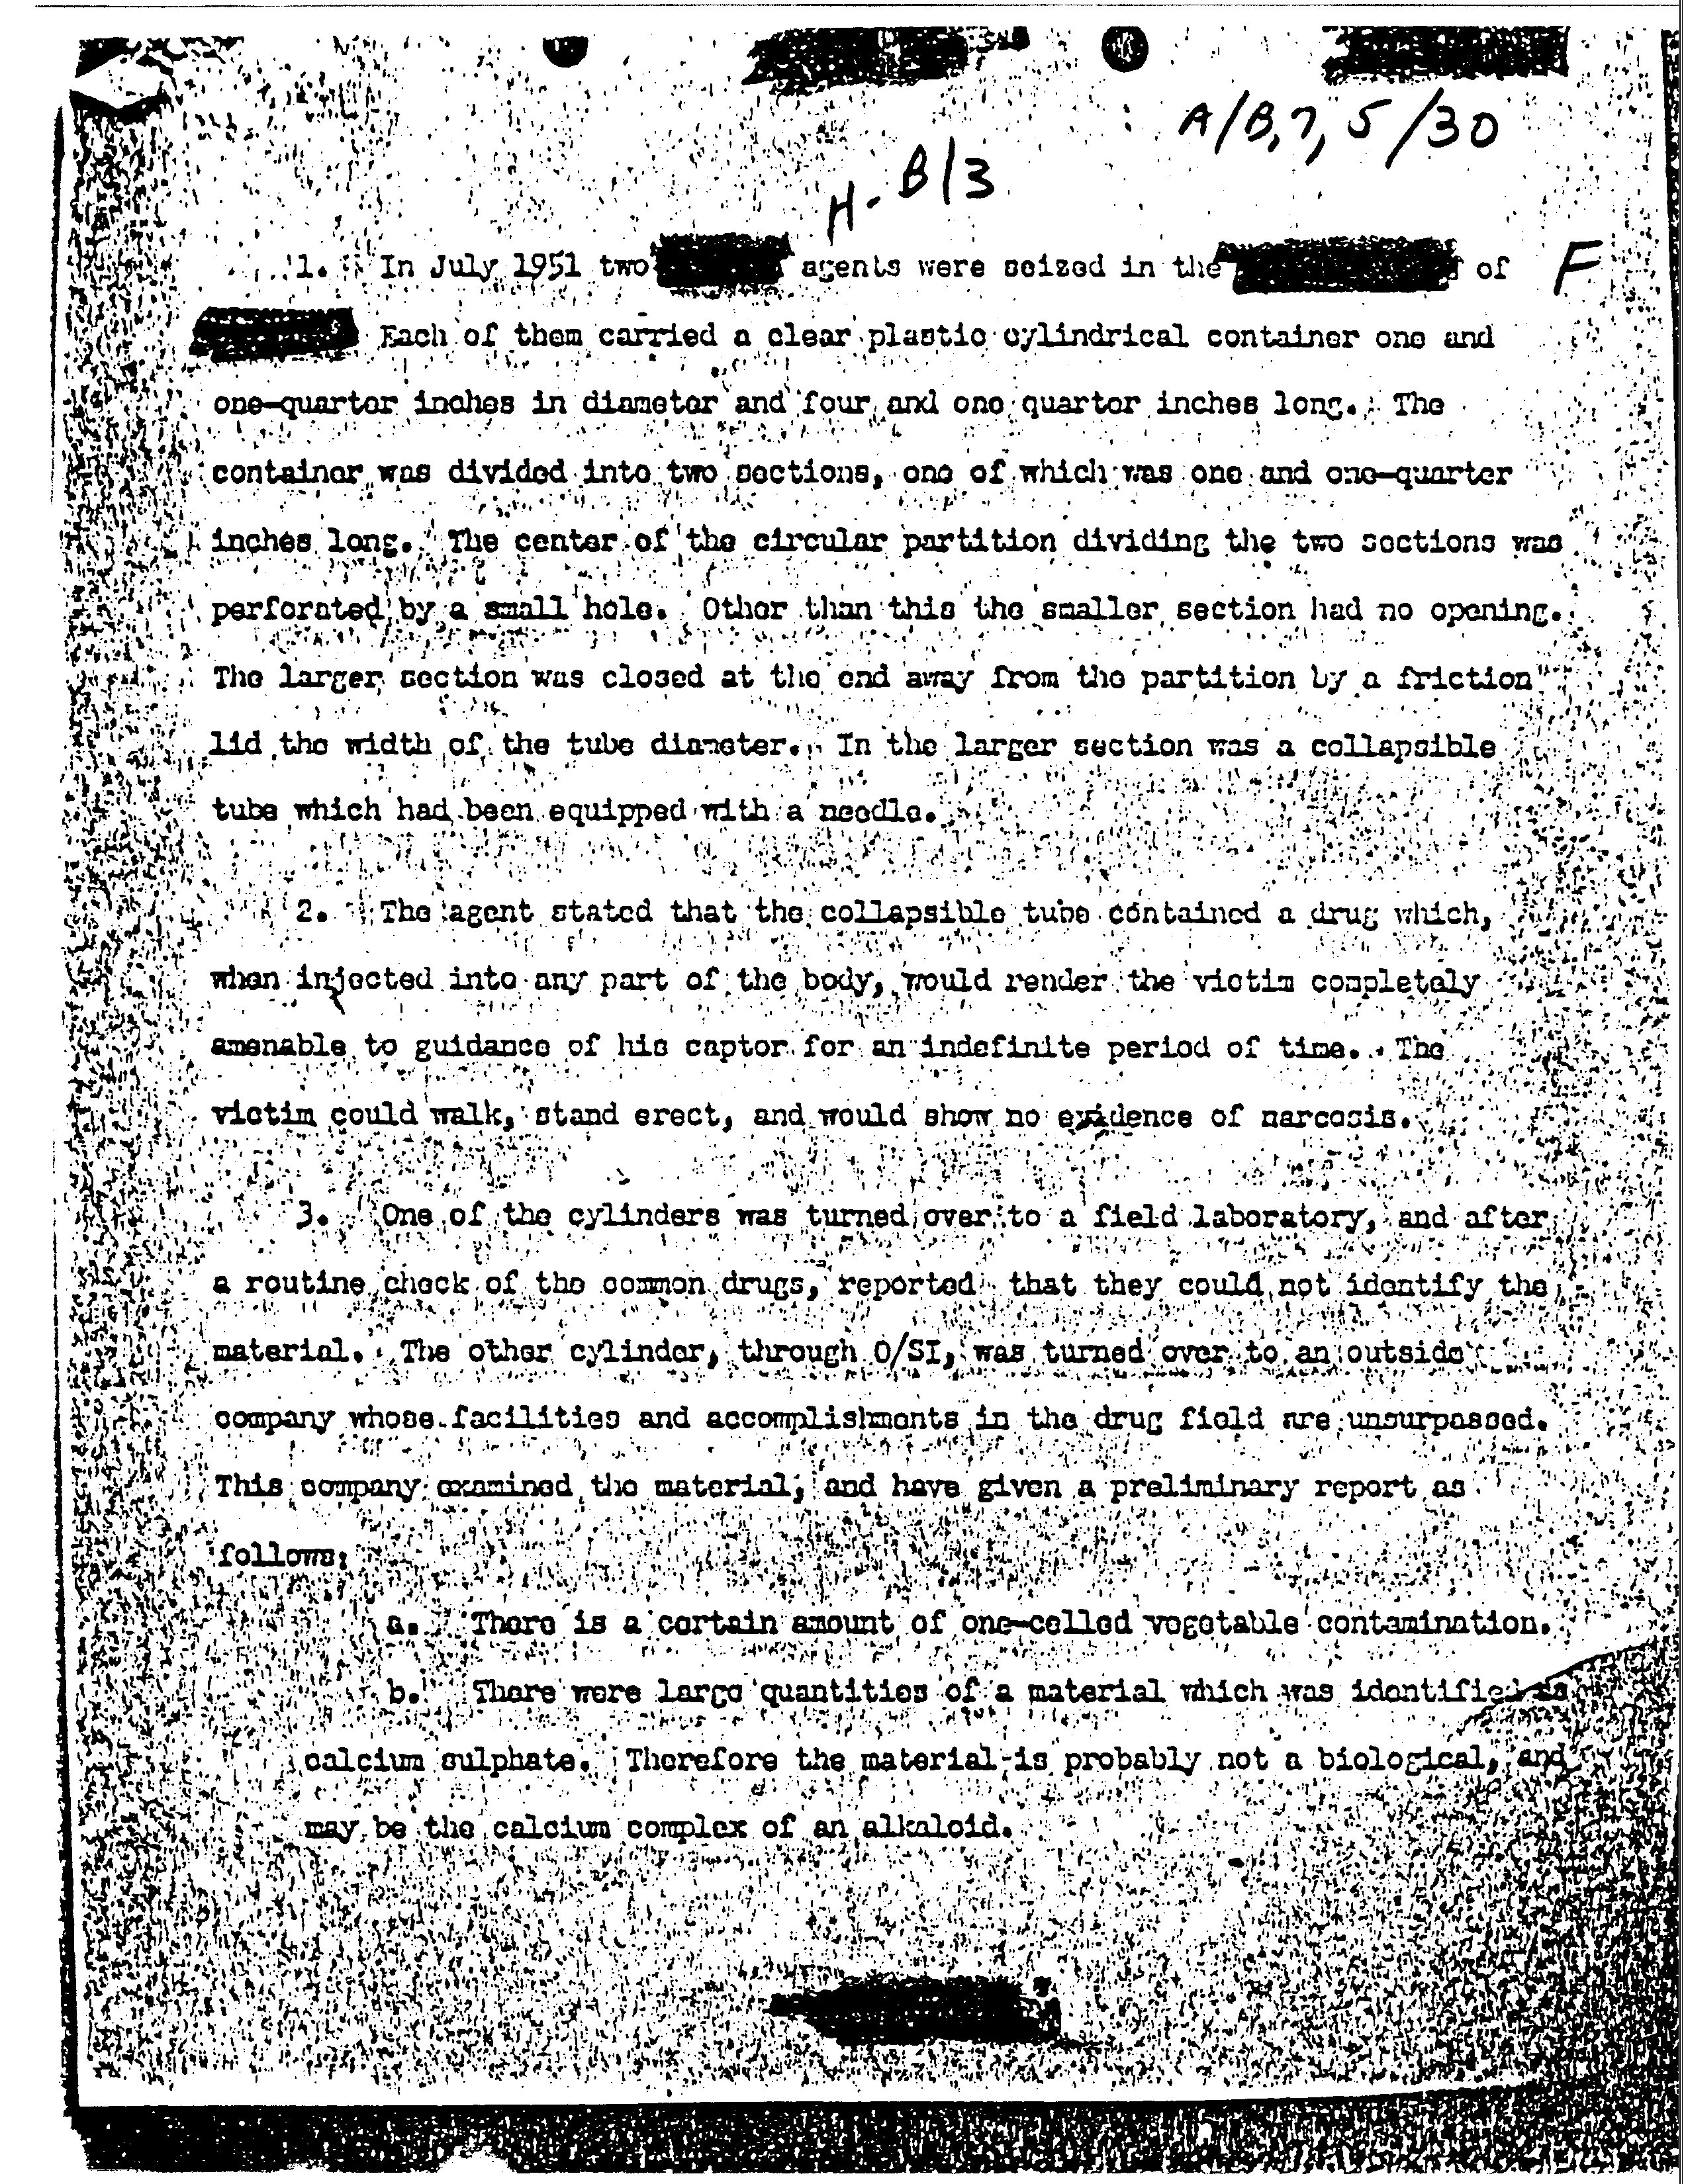 A/B, 7, 5/30
H-B/3
1. In July 1951 two agents were seized in the of F
Each of them carried a clear plastic cylindrical container one and
one-quarter inches in diameter and four and one quarter inches long. The
container was divided into two sections, one of which was one and one-quarter
inches long. The center of the circular partition dividing the two sections was
perforated by a small hole. Other than this the smaller section had no opening.
The larger section was closed at the end away from the partition by a friction
lid the width of the tube diameter. In the larger section was a collapsible
tube which had been equipped with a needle.
2. The agent stated that the collapsible tube contained a drug which,
when injected into any part of the body, would render the victim completely
amenable to guidance of his captor for an indefinite period of time. The
victim could walk, stand erect, and would show no evidence of narcosis.
3. One of the cylinders was turned over to a field laboratory, and after
a routine check of the common drugs, reported that they could not identify the
material. The other cylinder, through O/SI, was turned over to an outside
company whose facilities and accomplishments in the drug field are unsurpassed.
This company examined the material, and have given a preliminary report as
follows:
a. There is a certain amount of one-celled vegetable contamination.
b. There were large quantities of a material which was identified as
calcium sulphate. Therefore the material is probably not a biological, and
may be the calcium complex of an alkaloid.